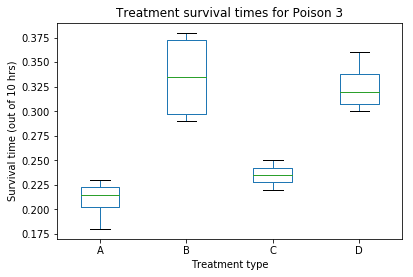 Treatment survival times for Poison 3
Survival time (out of 10 hrs)
0.375
0.350
0.325
0.300
0.275
0.250
0.225
0.200
0.175
A B C D
Treatment type